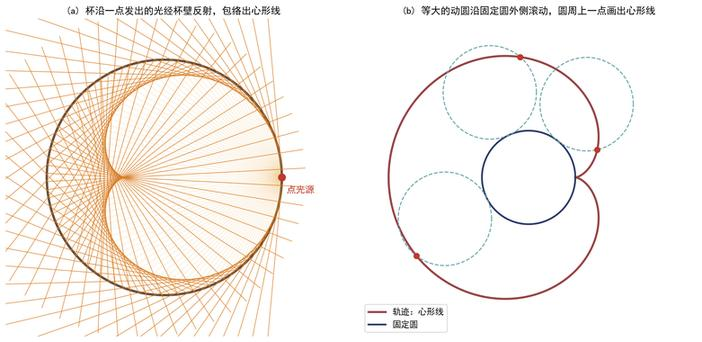 (a) 杯沿一点发出的光经杯壁反射，包络出心形线
(b) 等大的动圆沿固定圆外侧滚动，圆周上一点画出心形线
点光源
轨迹：心形线
固定圆